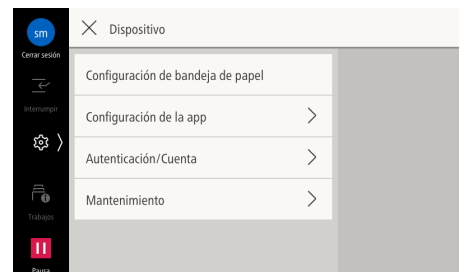 sm
Cerrar sesión
Interrumpir
Trabajos
Pausa
Dispositivo
Configuración de bandeja de papel
Configuración de la app
Autenticación/Cuenta
Mantenimiento